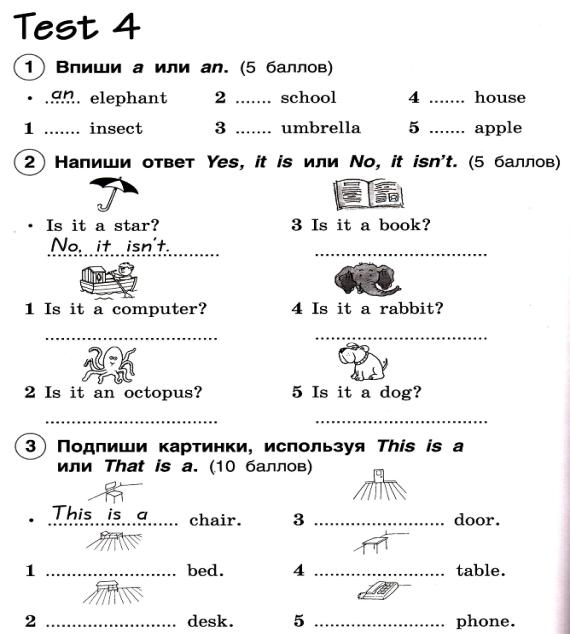 Test 4
1 Впиши a или an. (5 баллов)
• .an.. elephant 2 ....... school 4 ....... house
1 ....... insect 3 ....... umbrella 5 ....... apple
2 Напиши ответ Yes, it is или No, it isn't. (5 баллов)
• Is it a star? 3 Is it a book?
No, it isn't. ..............................
1 Is it a computer? 4 Is it a rabbit?
.............................. ..............................
2 Is it an octopus? 5 Is it a dog?
.............................. ..............................
3 Подпиши картинки, используя This is a
или That is a. (10 баллов)
• This is a chair. 3 ....................... door.
1 ....................... bed. 4 ....................... table.
2 ....................... desk. 5 ....................... phone.